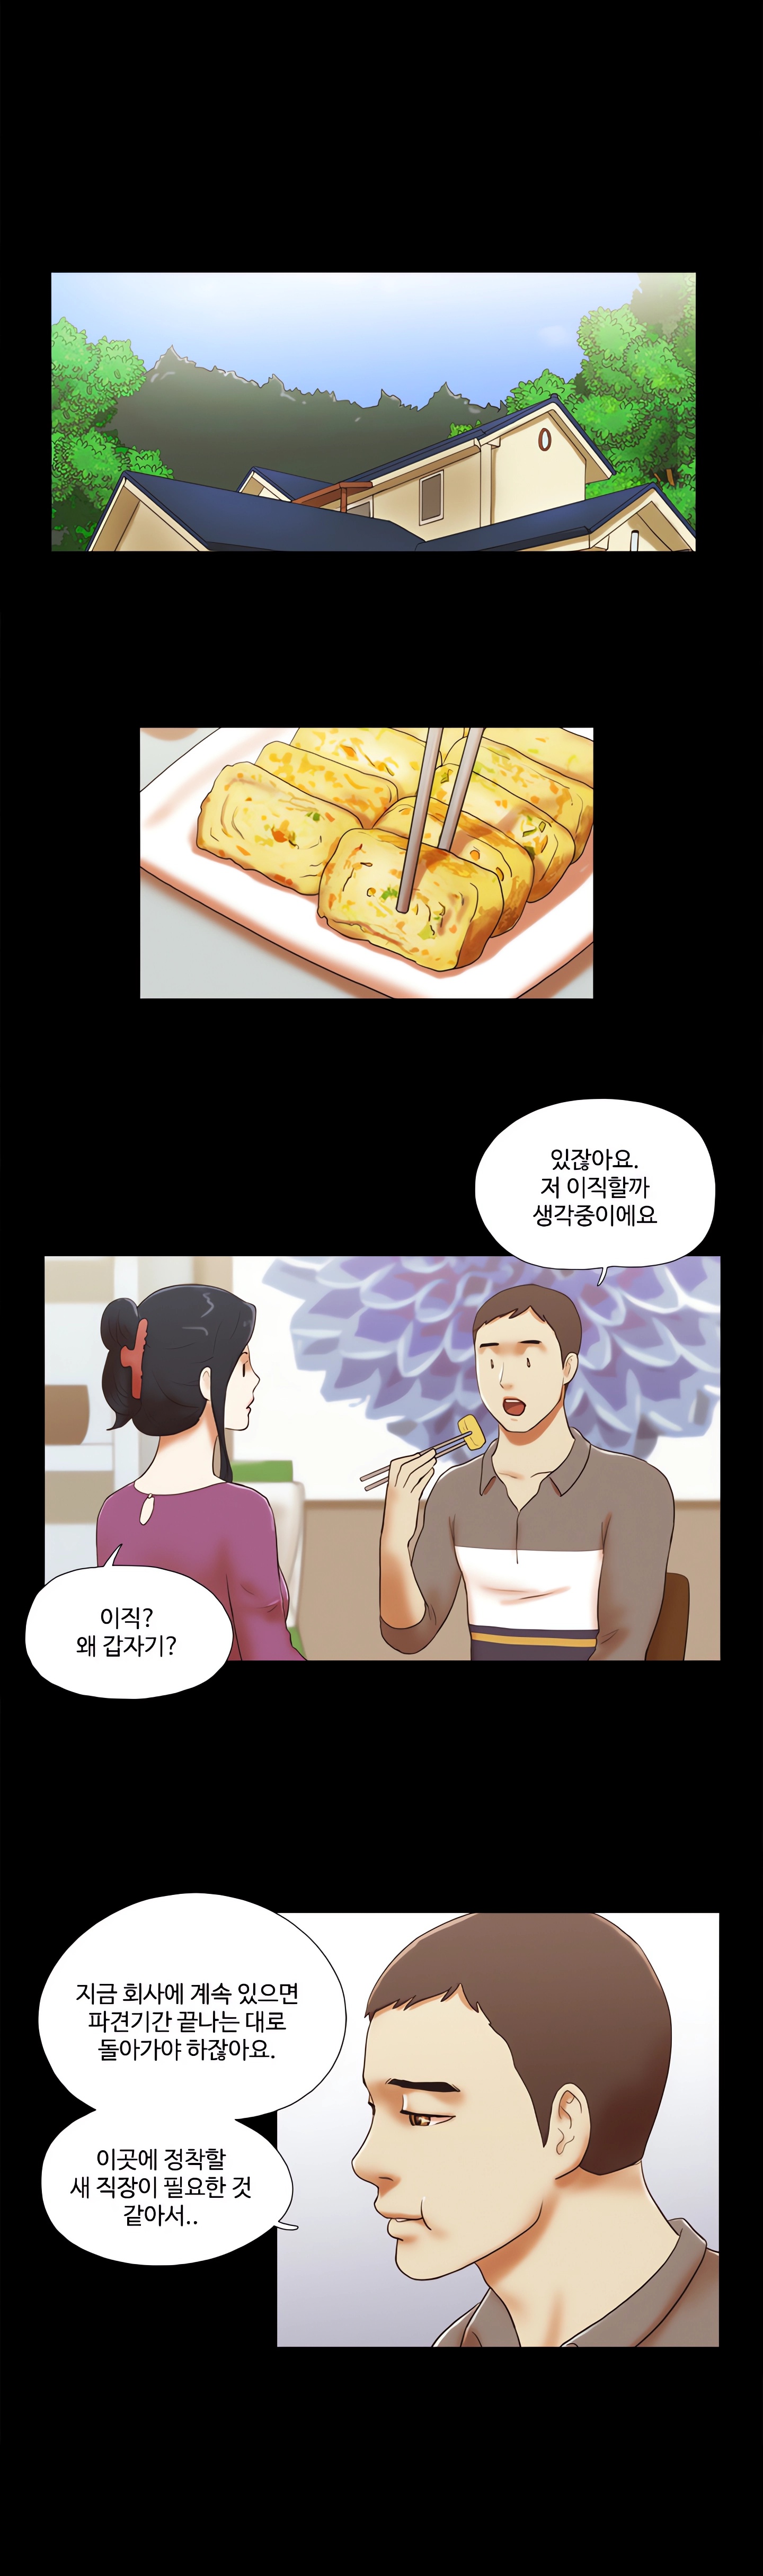 있잖아요.
저 이직할까
생각중이에요
이직?
왜 갑자기?
지금 회사에 계속 있으면
파견기간 끝나는 대로
돌아가야 하잖아요.
이곳에 정착할
새 직장이 필요한 것
같아서..